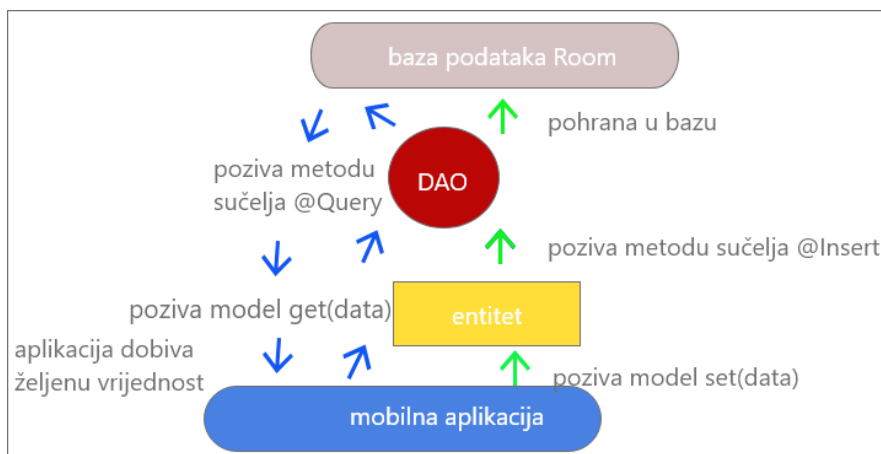 baza podataka Room
pohrana u bazu
poziva metodu
sučelja @Query
DAO
poziva metodu sučelja @Insert
poziva model get(data)
entitet
aplikacija dobiva
željenu vrijednost
poziva model set(data)
mobilna aplikacija